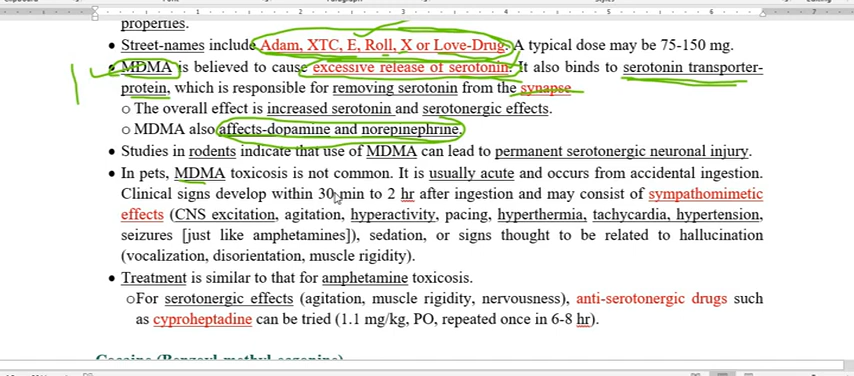 properties.
• Street-names include Adam, XTC, E, Roll, X or Love-Drug. A typical dose may be 75-150 mg.
• MDMA is believed to cause excessive release of serotonin. It also binds to serotonin transporter-
protein, which is responsible for removing serotonin from the synapse.
o The overall effect is increased serotonin and serotonergic effects.
o MDMA also affects-dopamine and norepinephrine.
• Studies in rodents indicate that use of MDMA can lead to permanent serotonergic neuronal injury.
• In pets, MDMA toxicosis is not common. It is usually acute and occurs from accidental ingestion.
Clinical signs develop within 30 min to 2 hr after ingestion and may consist of sympathomimetic
effects (CNS excitation, agitation, hyperactivity, pacing, hyperthermia, tachycardia, hypertension,
seizures [just like amphetamines]), sedation, or signs thought to be related to hallucination
(vocalization, disorientation, muscle rigidity).
• Treatment is similar to that for amphetamine toxicosis.
oFor serotonergic effects (agitation, muscle rigidity, nervousness), anti-serotonergic drugs such
as cyproheptadine can be tried (1.1 mg/kg, PO, repeated once in 6-8 hr).